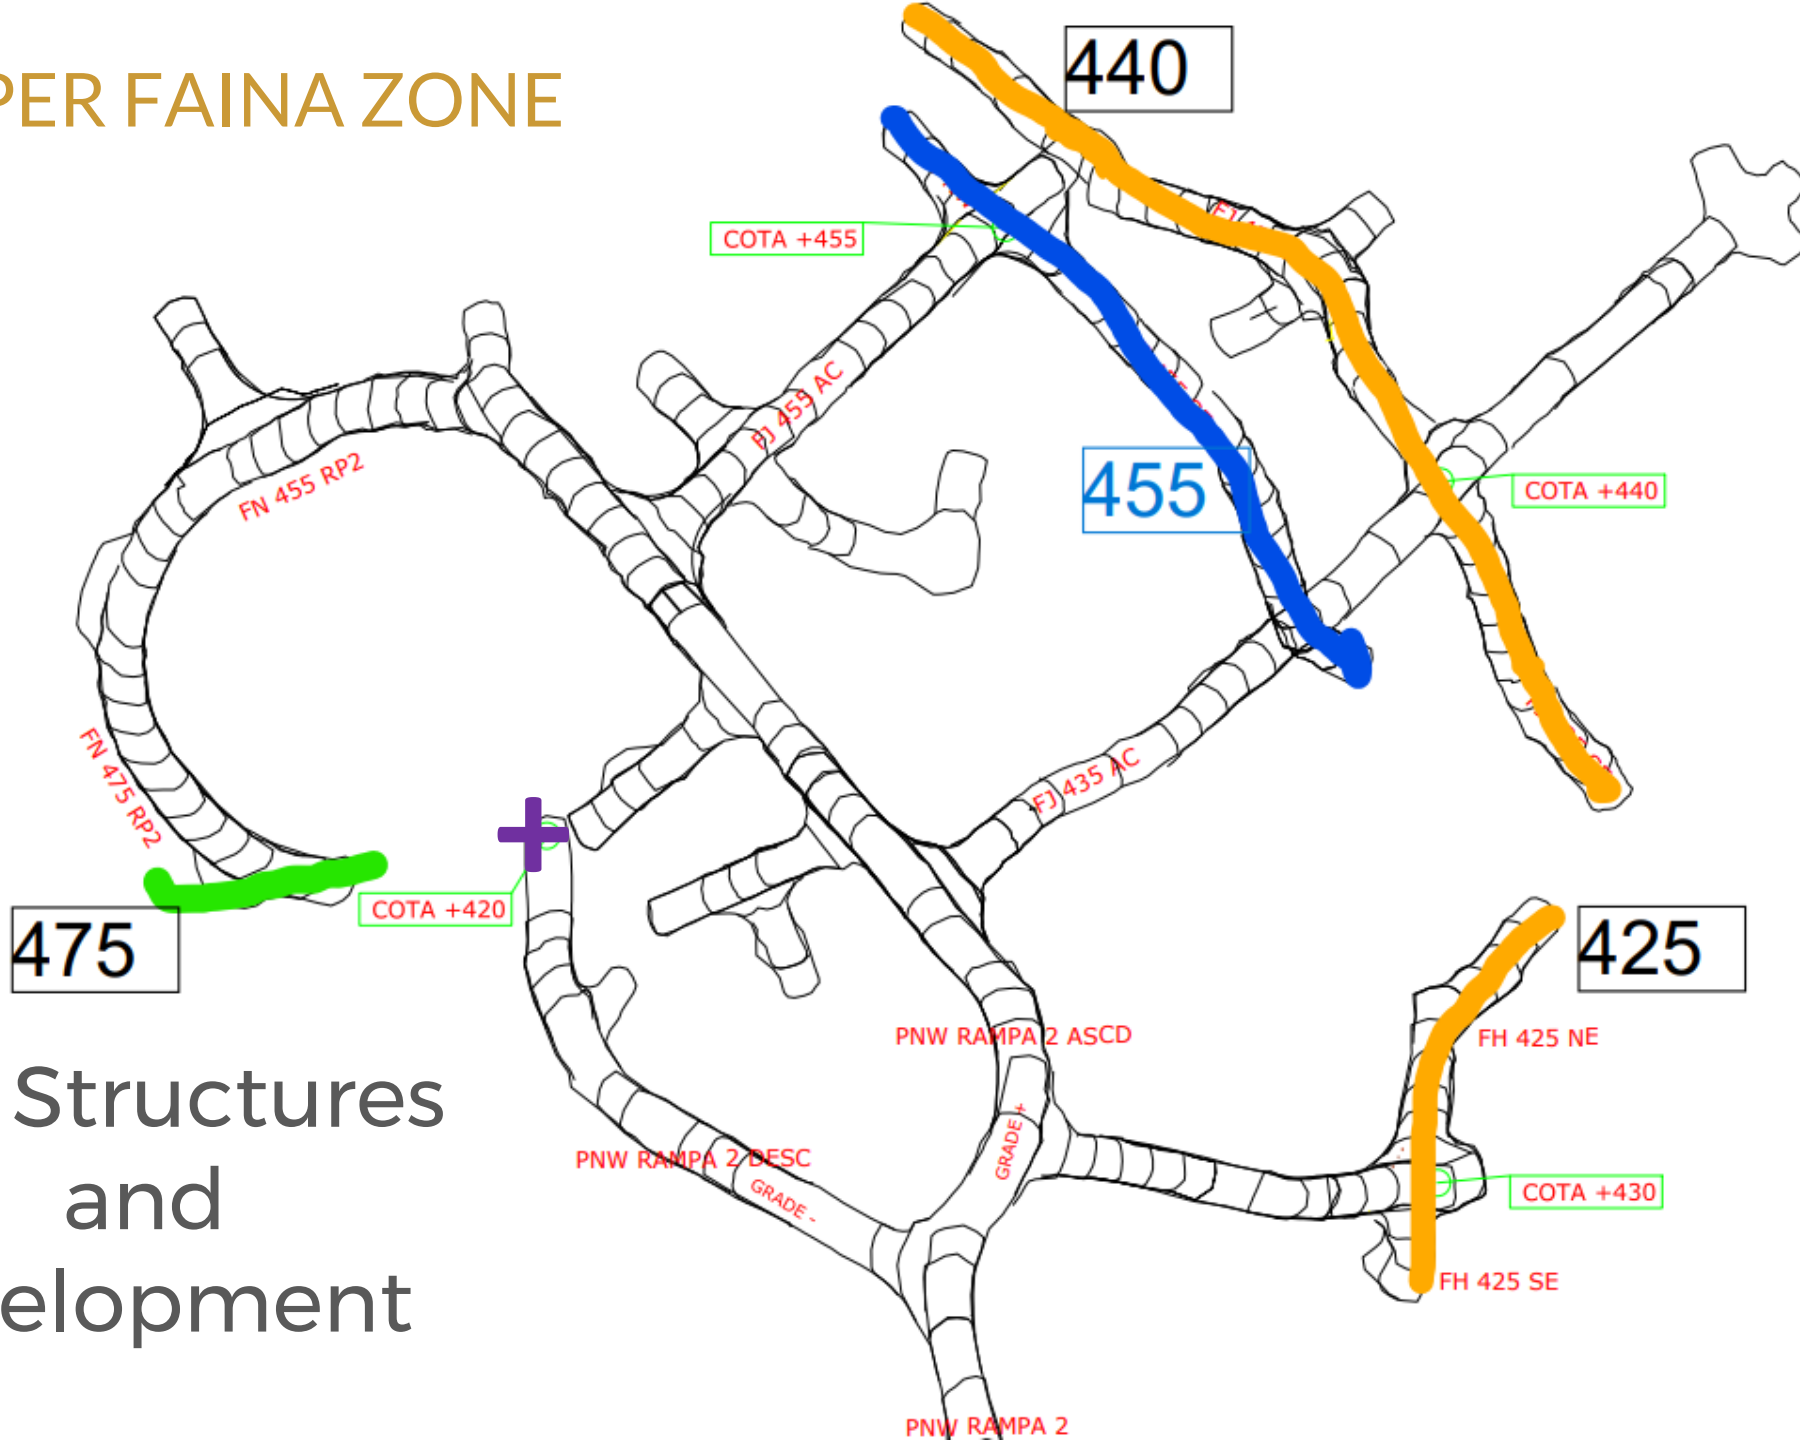 PER FAINA ZONE
440
COTA +455
FJ 455 AC
FN 455 RP2
455
COTA +440
FN 475 RP2
FJ 435 AC
COTA +420
475
425
FH 425 NE
PNW RAMPA 2 ASCD
Structures
and
elopment
GRADE +
PNW RAMPA 2 DESC
GRADE -
COTA +430
FH 425 SE
PNW RAMPA 2